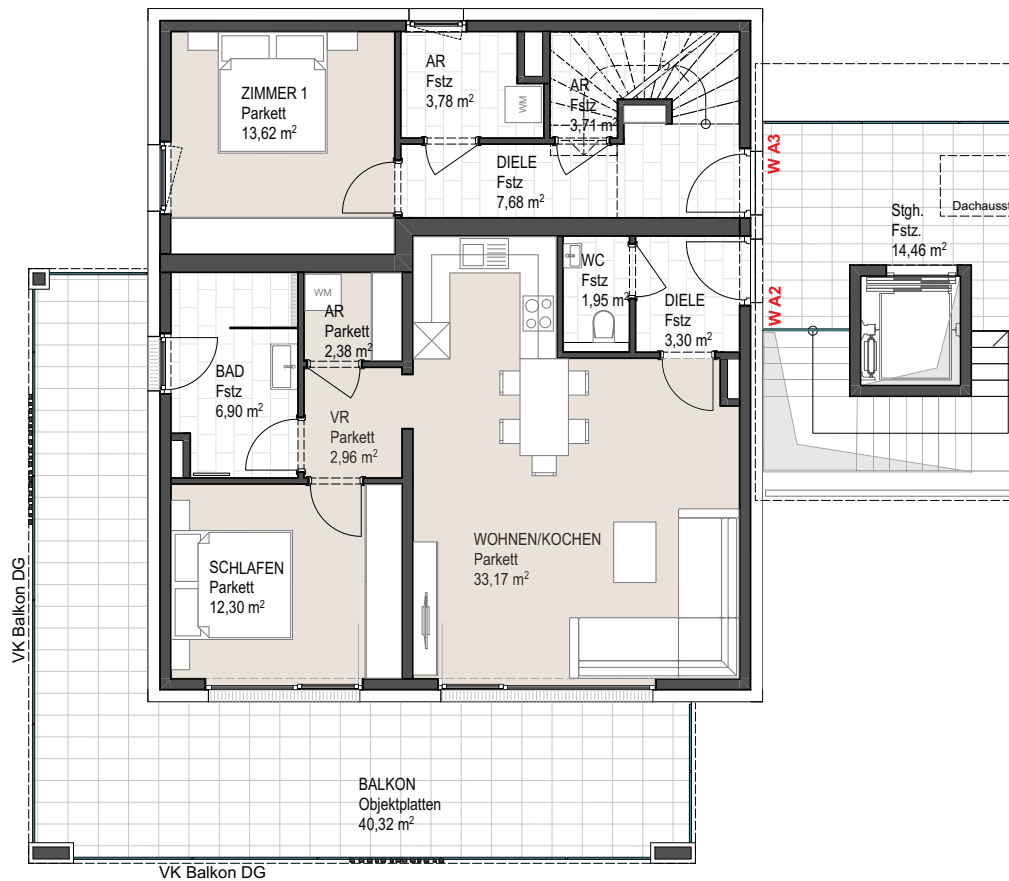 ZIMMER 1
Parkett
13,62 m²
AR
Fstz
3,78 m²
WM
AR
Fstz
3,71 m²
DIELE
Fstz
7,68 m²
W A3
Stgh.
Fstz.
14,46 m²
Dachausst
WC
Fstz
1,95 m²
DIELE
Fstz
3,30 m²
W A2
WM
AR
Parkett
2,38 m²
BAD
Fstz
6,90 m²
VR
Parkett
2,96 m²
WOHNEN/KOCHEN
Parkett
33,17 m²
SCHLAFEN
Parkett
12,30 m²
VK Balkon DG
BALKON
Objektplatten
40,32 m²
VK Balkon DG